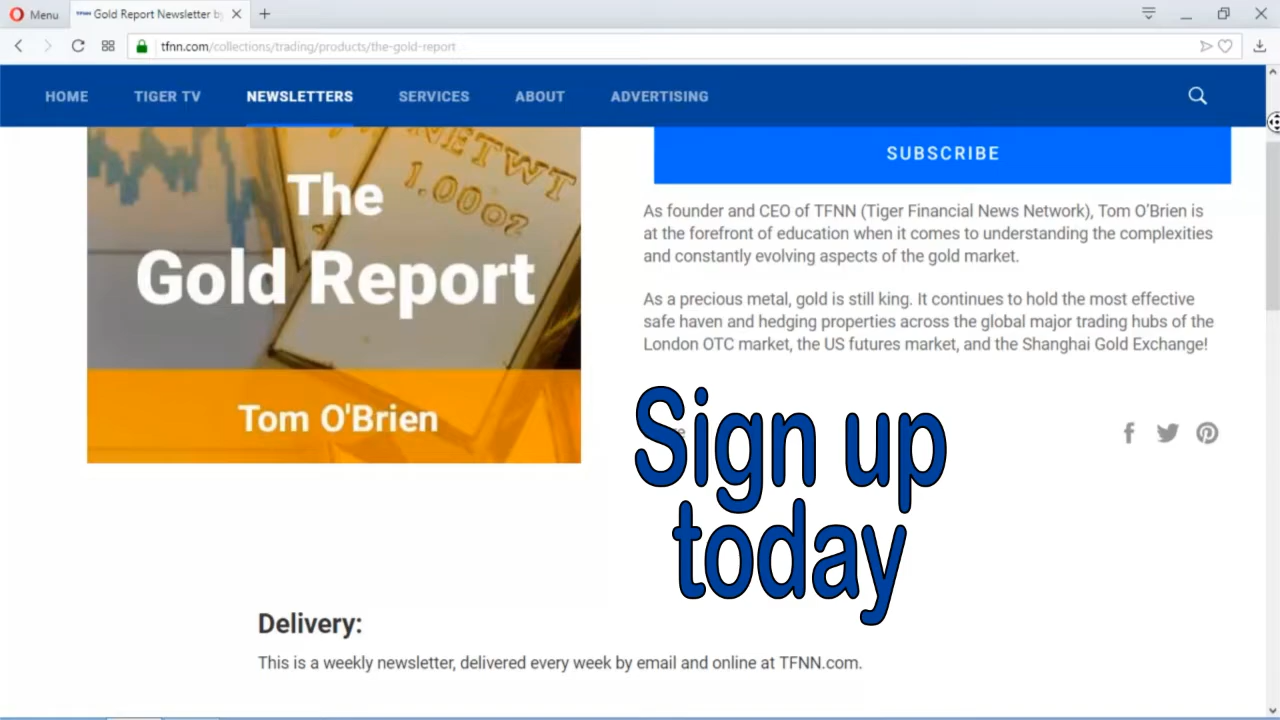 Menu
TFNN Gold Report Newsletter by
tfnn.com/collections/trading/products/the-gold-report
HOME TIGER TV NEWSLETTERS SERVICES ABOUT ADVERTISING
NETWT
1.00oz
The
Gold Report
Tom O'Brien
SUBSCRIBE
As founder and CEO of TFNN (Tiger Financial News Network), Tom O'Brien is
at the forefront of education when it comes to understanding the complexities
and constantly evolving aspects of the gold market.
As a precious metal, gold is still king. It continues to hold the most effective
safe haven and hedging properties across the global major trading hubs of the
London OTC market, the US futures market, and the Shanghai Gold Exchange!
Sign up
today
Delivery:
This is a weekly newsletter, delivered every week by email and online at TFNN.com.